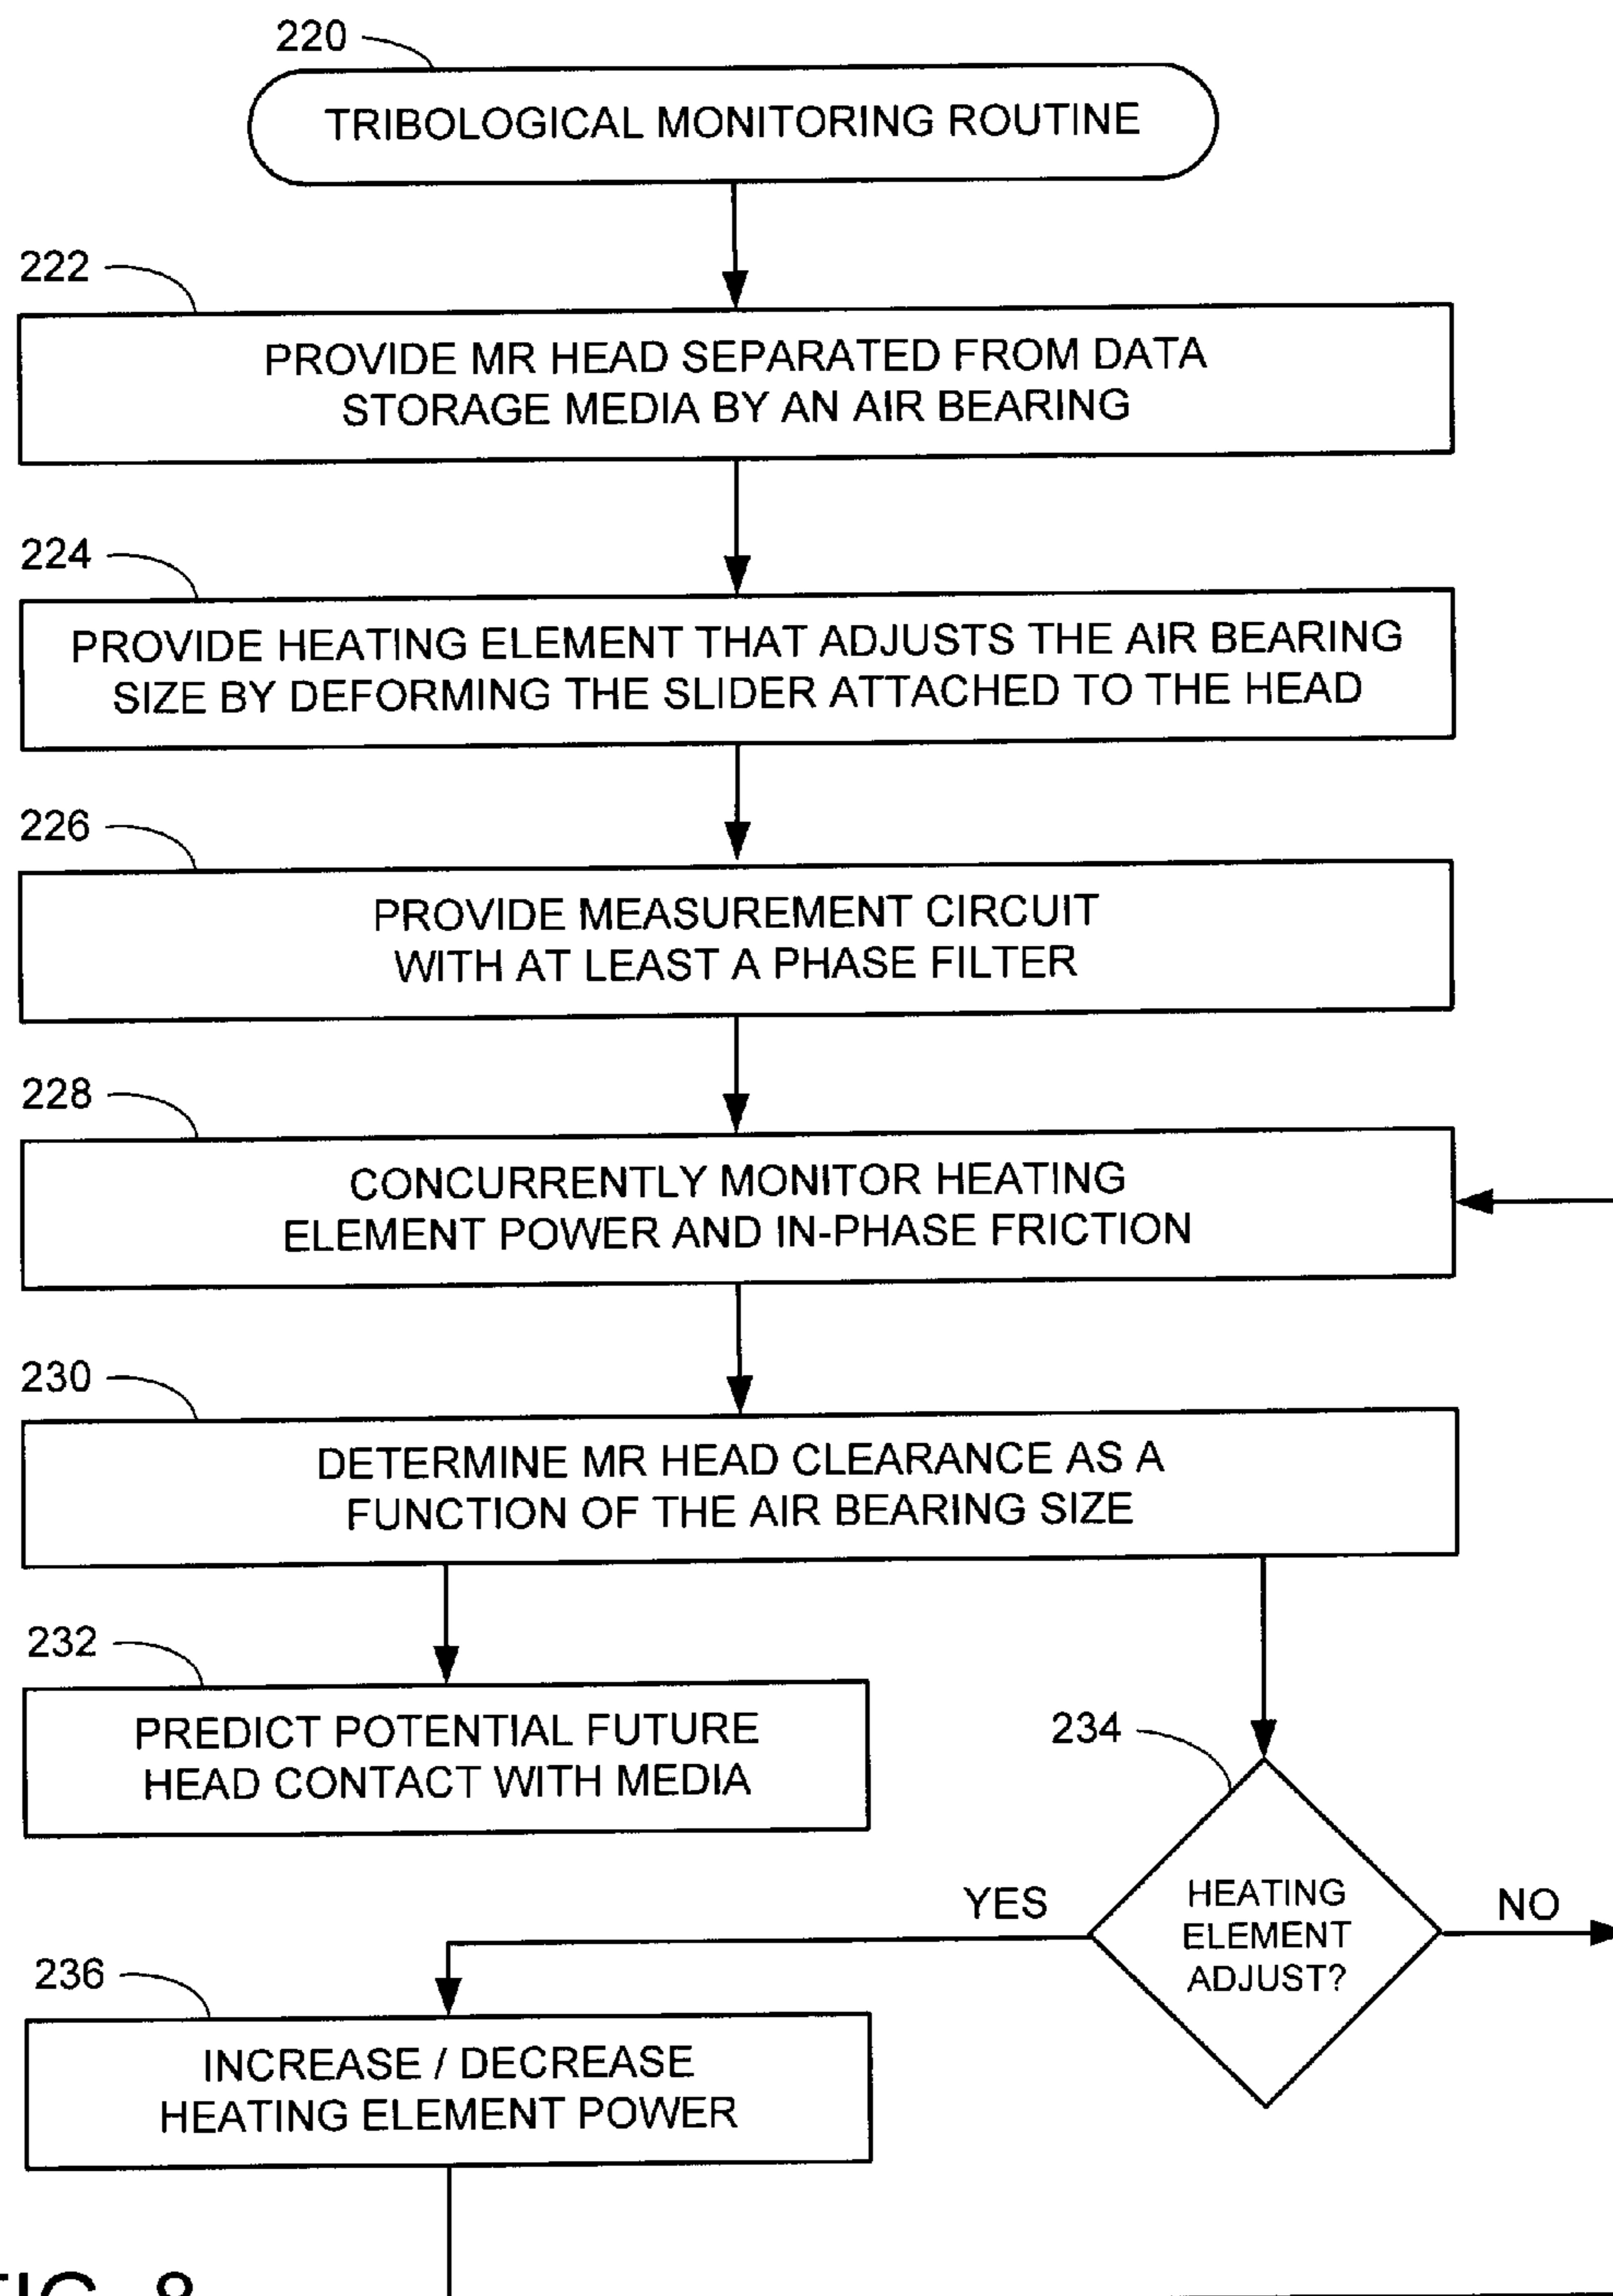 220
TRIBOLOGICAL MONITORING ROUTINE
222
PROVIDE MR HEAD SEPARATED FROM DATA
STORAGE MEDIA BY AN AIR BEARING
224
PROVIDE HEATING ELEMENT THAT ADJUSTS THE AIR BEARING
SIZE BY DEFORMING THE SLIDER ATTACHED TO THE HEAD
226
PROVIDE MEASUREMENT CIRCUIT
WITH AT LEAST A PHASE FILTER
228
CONCURRENTLY MONITOR HEATING
ELEMENT POWER AND IN-PHASE FRICTION
230
DETERMINE MR HEAD CLEARANCE AS A
FUNCTION OF THE AIR BEARING SIZE
232
PREDICT POTENTIAL FUTURE
HEAD CONTACT WITH MEDIA
234
HEATING
ELEMENT
ADJUST?
YES
NO
236
INCREASE / DECREASE
HEATING ELEMENT POWER
FIG. 8